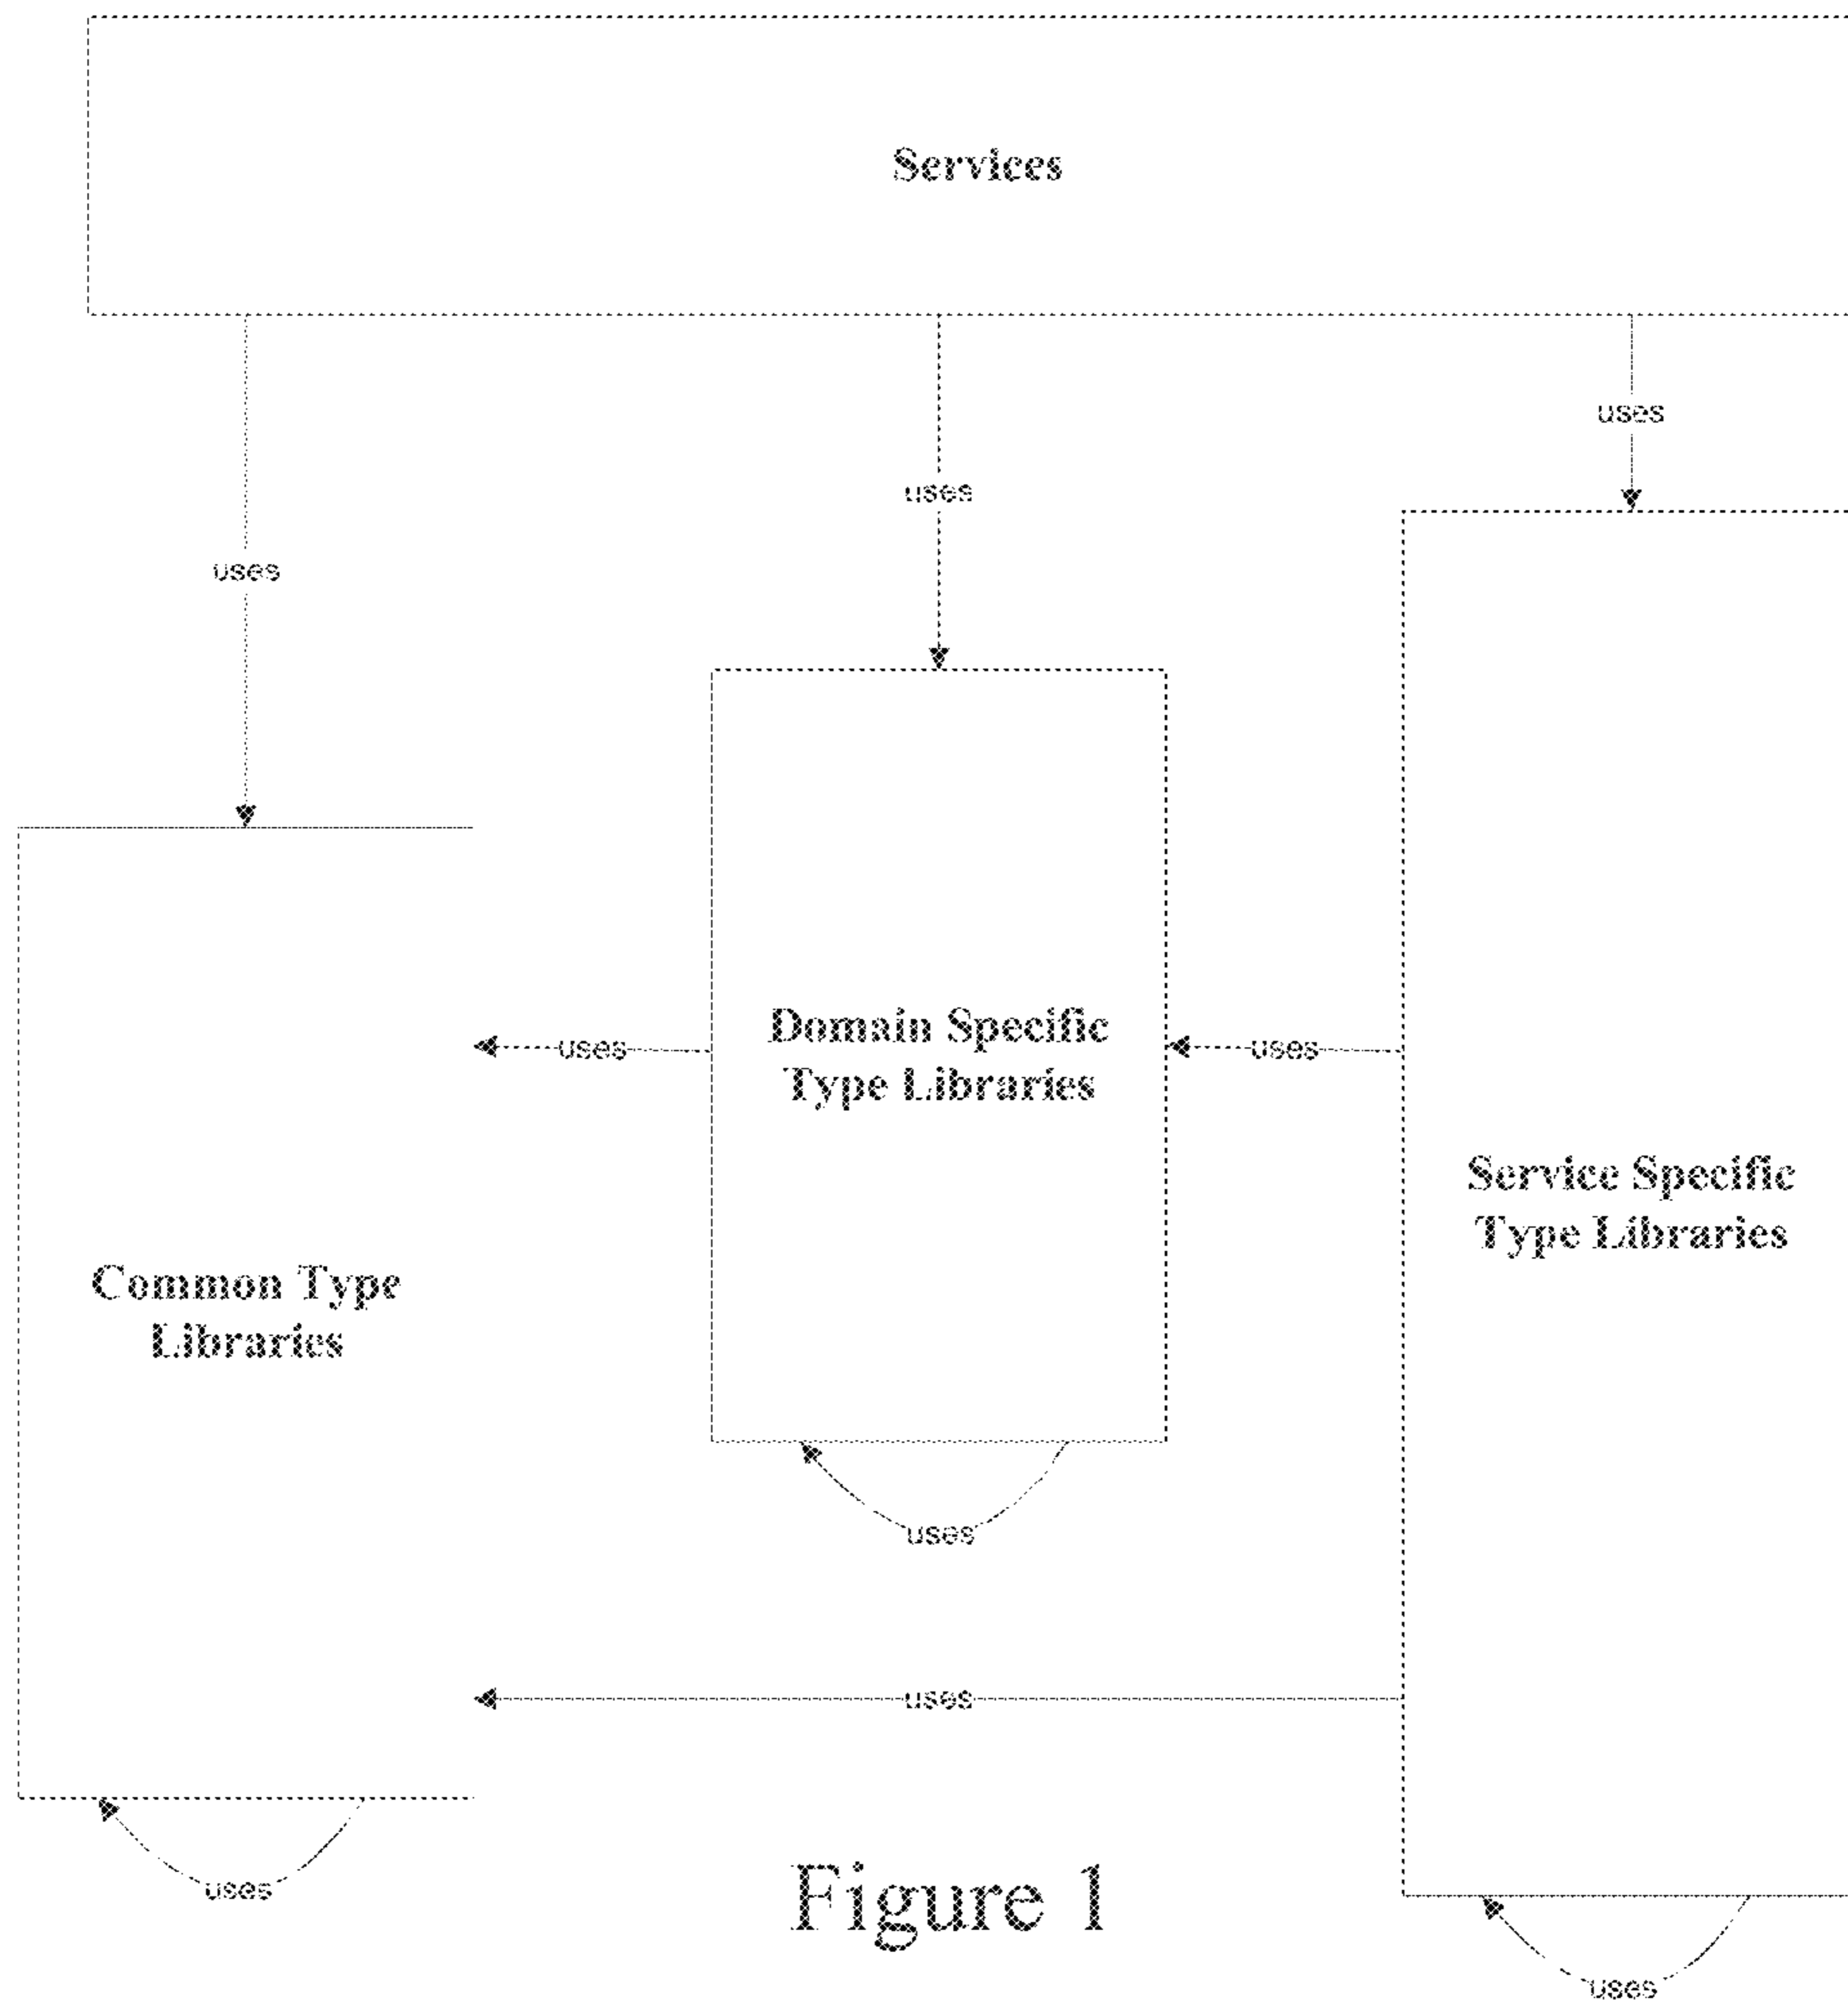 Services
uses
uses
uses
Domain Specific
Type Libraries
uses
uses
Service Specific
Type Libraries
Common Type
Libraries
uses
uses
uses
Figure 1
uses